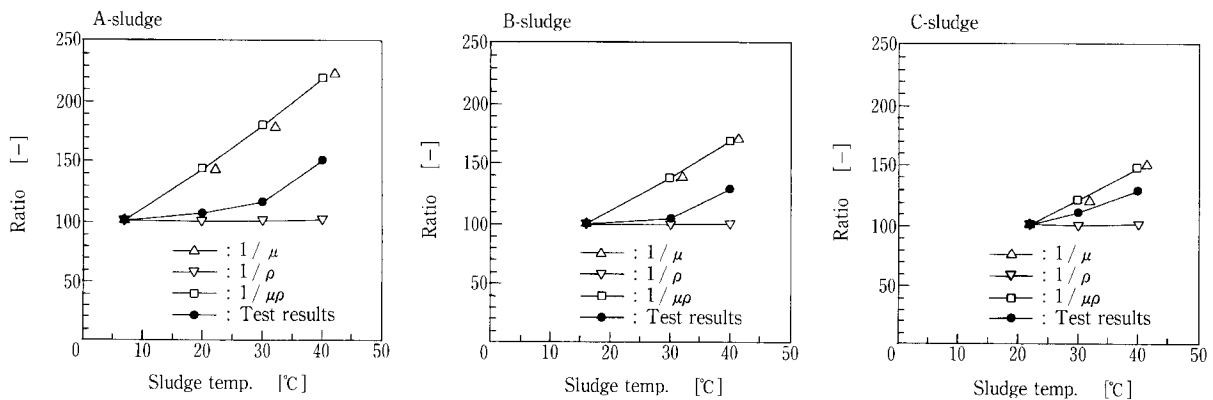 A-sludge
250
200
150
100
50
0
10
20
30
40
50
Ratio [−]
Sludge temp. [℃]
△ : 1/μ
▽ : 1/ρ
□ : 1/μρ
● : Test results
B-sludge
250
200
150
100
50
0
10
20
30
40
50
Ratio [−]
Sludge temp. [℃]
△ : 1/μ
▽ : 1/ρ
□ : 1/μρ
● : Test results
C-sludge
250
200
150
100
50
0
10
20
30
40
50
Ratio [−]
Sludge temp. [℃]
△ : 1/μ
▽ : 1/ρ
□ : 1/μρ
● : Test results